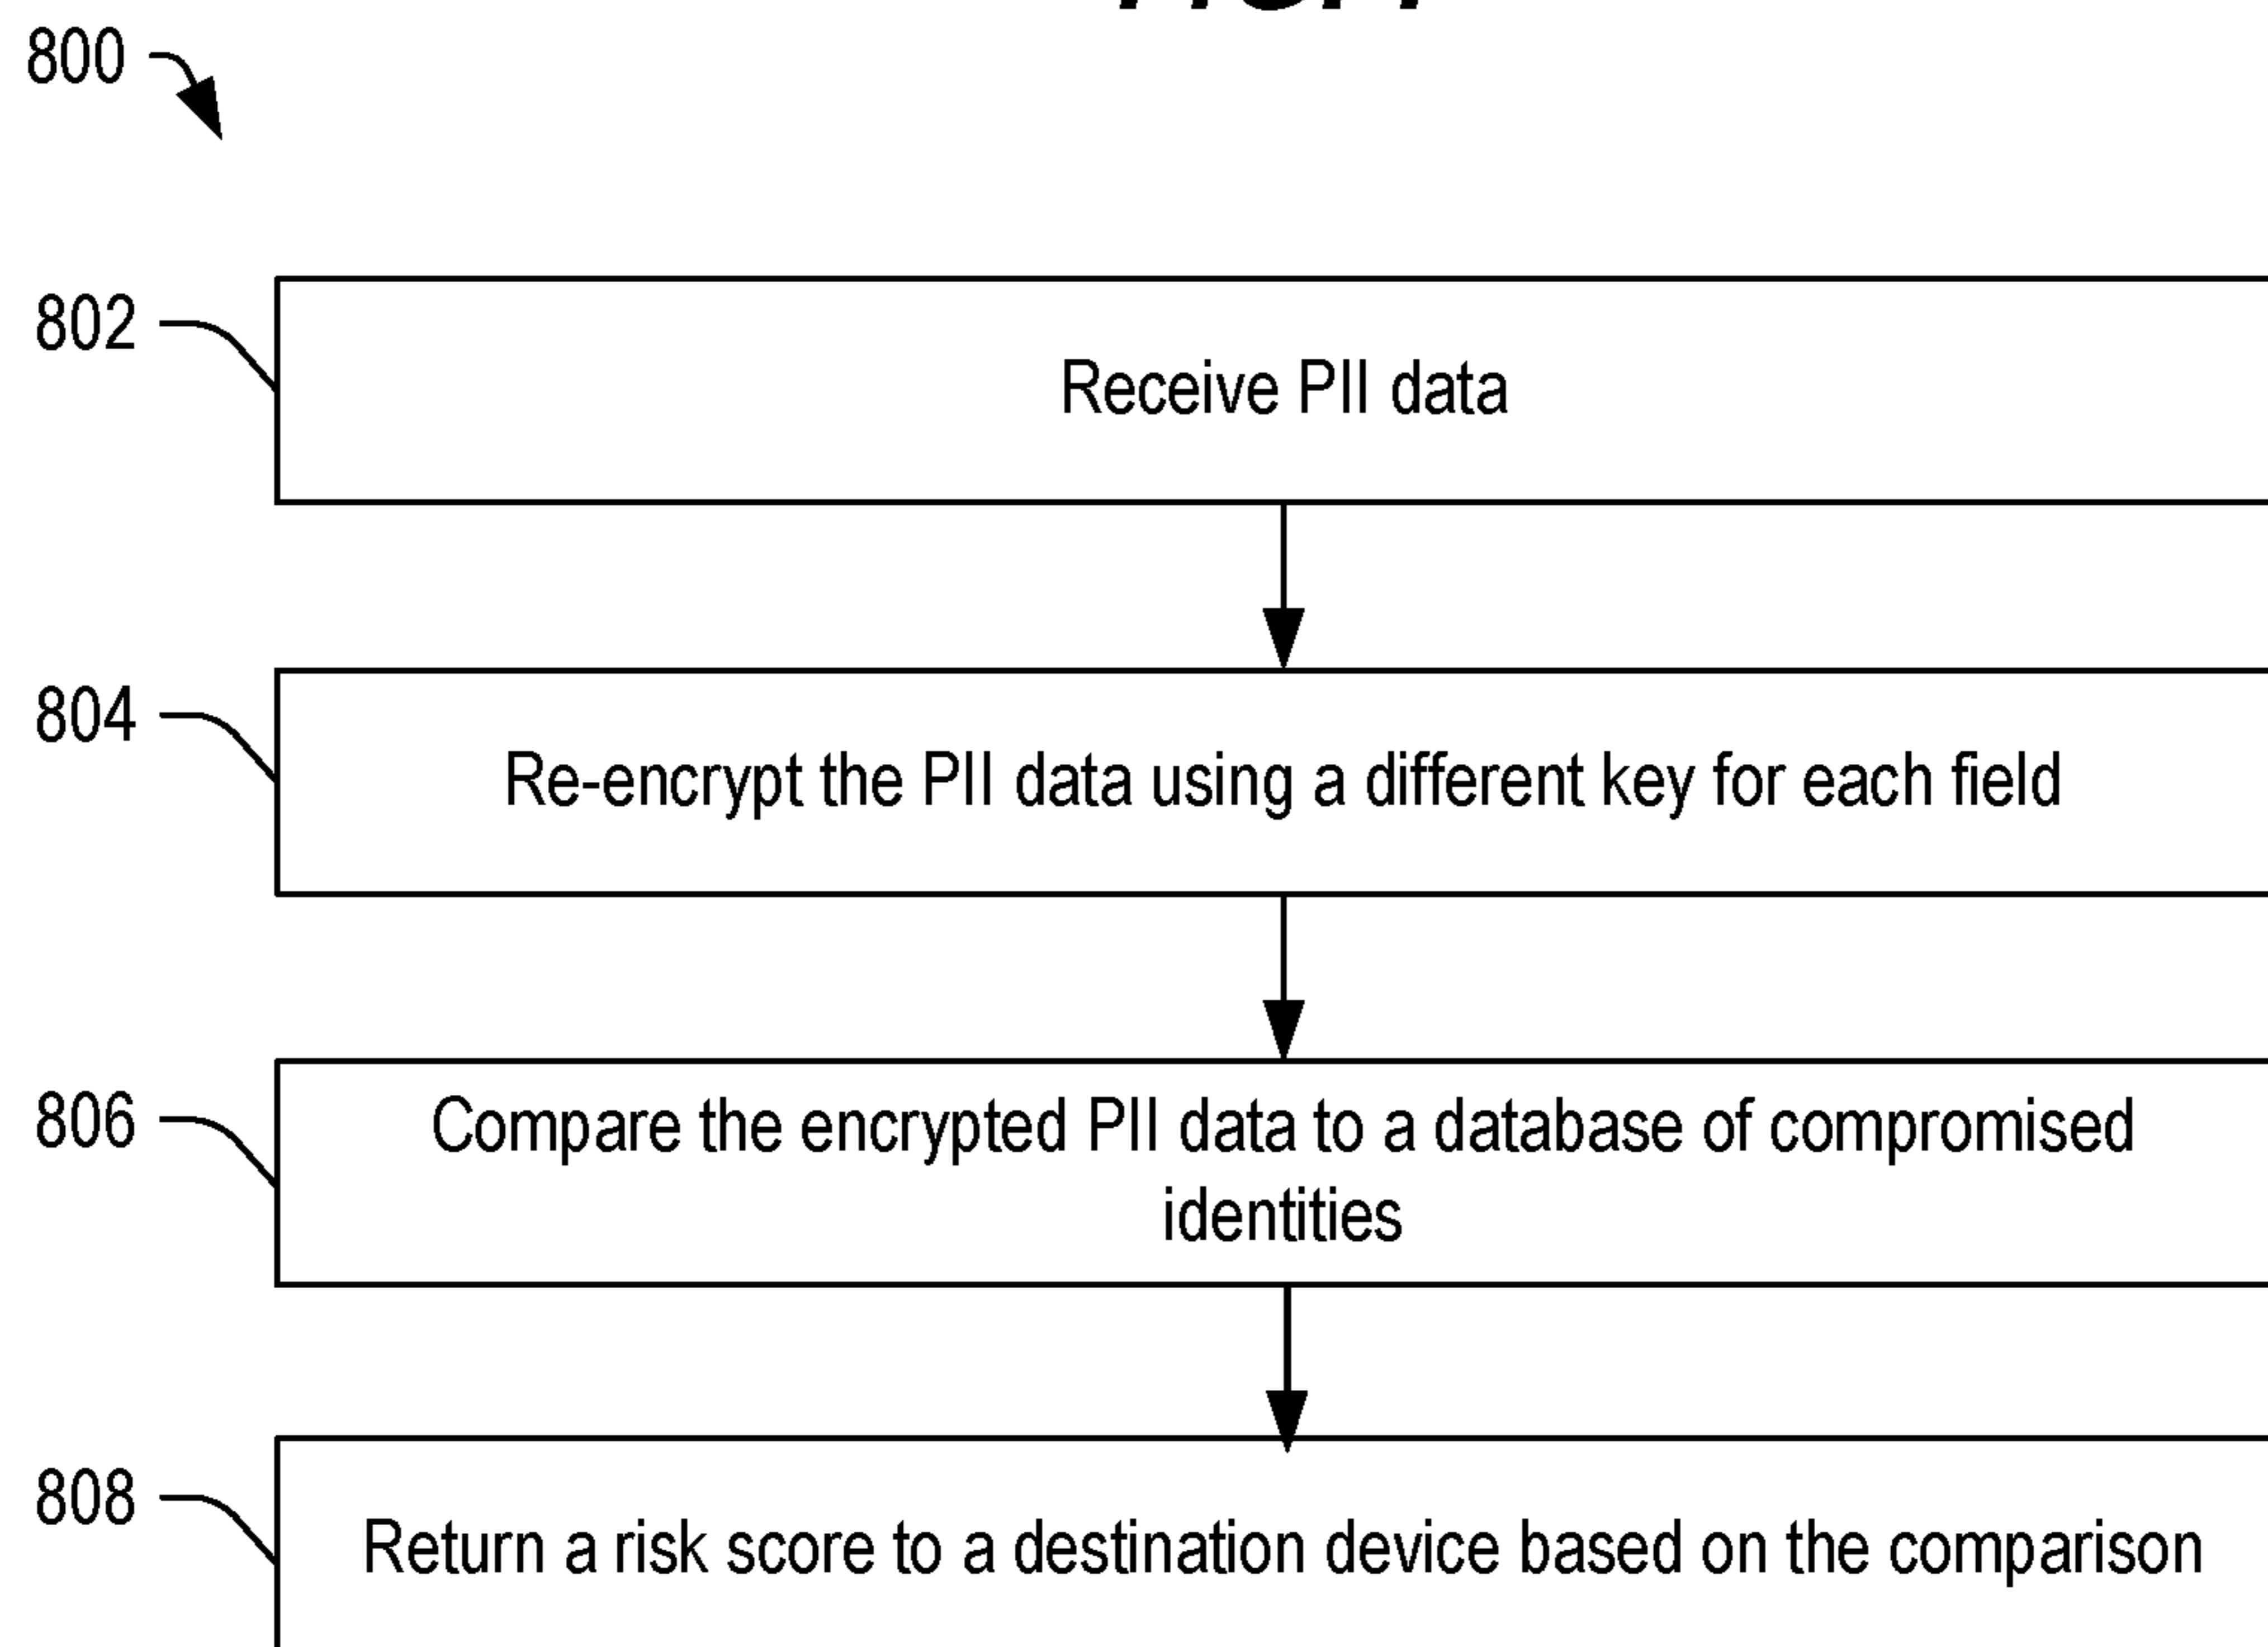 800
802
Receive PII data
804
Re-encrypt the PII data using a different key for each field
806
Compare the encrypted PII data to a database of compromised
identities
808
Return a risk score to a destination device based on the comparison